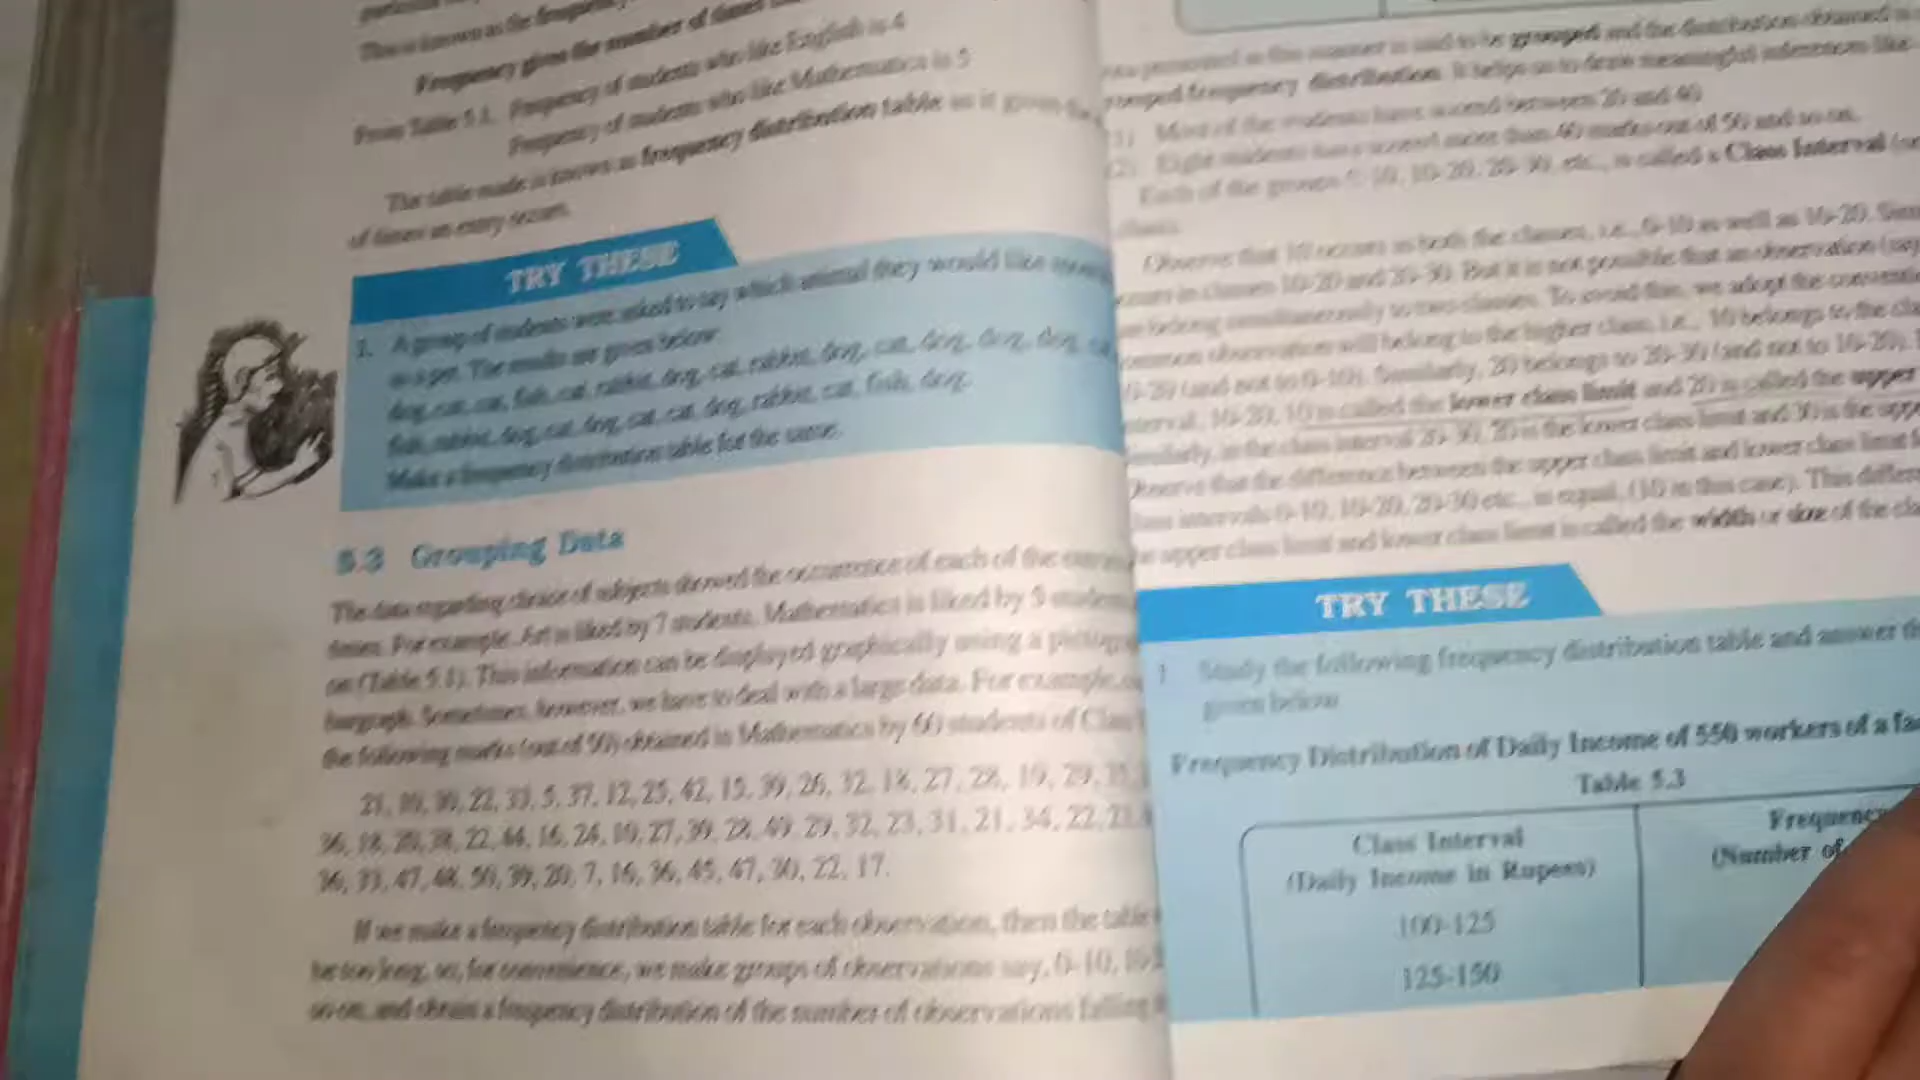 This is known as the frequency
Frequency gives the number of times
From Table 5.1, Frequency of students who like English is 4
Frequency of students who like Mathematics is 5
The table made is known as frequency distribution table as it gives the
of times an entry occurs.
TRY THESE
1. A group of students were asked to say which animal they would like
as a pet. The results are given below:
dog, cat, cat, fish, cat, rabbit, dog, cat, rabbit, dog, cat, dog, dog, dog,
fish, rabbit, dog, cat, dog, cat, cat, dog, rabbit, cat, fish, dog.
Make a frequency distribution table for the same.
5.3 Grouping Data
The data regarding choice of subjects showed the occurrence of each of the
times. For example, Art is liked by 7 students, Mathematics is liked by 5
on (Table 5.1). This information can be displayed graphically using a
bargraph. Sometimes, however, we have to deal with a large data. For example,
the following marks (out of 50) obtained in Mathematics by 60 students of Class
21, 10, 30, 22, 33, 5, 37, 12, 25, 42, 15, 39, 26, 32, 18, 27, 28, 19, 29,
36, 18, 20, 38, 22, 44, 16, 24, 10, 27, 39, 28, 49, 29, 32, 23, 31, 21, 34, 22, 23,
36, 33, 47, 48, 50, 39, 20, 7, 16, 36, 45, 47, 30, 22, 17.
If we make a frequency distribution table for each observation, then the table
be too long, so, for convenience, we make groups of observations say, 0-10,
so on, and obtain a frequency distribution of the number of observations falling
presented in this manner is said to be grouped and the distribution obtained is
grouped frequency distribution. It helps us to draw meaningful inferences like
(1) Most of the students have scored between 20 and 40.
(2) Eight students have scored more than 40 marks out of 50 and so on.
Each of the groups 0-10, 10-20, 20-30, etc., is called a Class Interval
class).
Observe that 10 occurs in both the classes, i.e., 0-10 as well as 10-20.
occurs in classes 10-20 and 20-30. But it is not possible that an observation
belong simultaneously to two classes. To avoid this, we adopt the
common observation will belong to the higher class, i.e., 10 belongs to the
10-20 (and not to 0-10). Similarly, 20 belongs to 20-30 (and not to 10-20).
interval, 10-20, 10 is called the lower class limit and 20 is called the upper
Similarly, in the class interval 20-30, 20 is the lower class limit and 30 is the
Observe that the difference between the upper class limit and lower class limit
class intervals 0-10, 10-20, 20-30 etc., is equal, (10 in this case). This
the upper class limit and lower class limit is called the width or size of the
TRY THESE
1. Study the following frequency distribution table and answer
given below.
Frequency Distribution of Daily Income of 550 workers of a
Table 5.3
Class Interval
(Daily Income in Rupees)
Frequency
(Number of
100-125
125-150